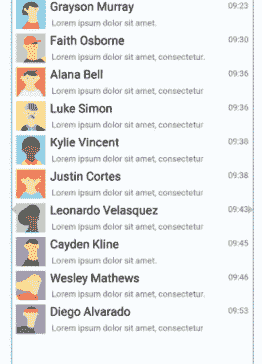 Grayson Murray 09:23
Lorem ipsum dolor sit amet.
Faith Osborne 09:30
Lorem ipsum dolor sit amet, consectetur.
Alana Bell 09:36
Lorem ipsum dolor sit amet, consectetur
Luke Simon 09:36
Lorem ipsum dolor sit amet, consectetur
Kylie Vincent 09:38
Lorem ipsum dolor sit amet, consectetur
Justin Cortes 09:38
Lorem ipsum dolor sit amet, consectetur
Leonardo Velasquez 09:43
Lorem ipsum dolor sit amet, consectetur
Cayden Kline 09:45
Lorem ipsum dolor sit amet.
Wesley Mathews 09:46
Lorem ipsum dolor sit amet, consectetur.
Diego Alvarado 09:53
Lorem ipsum dolor sit amet, consectetur